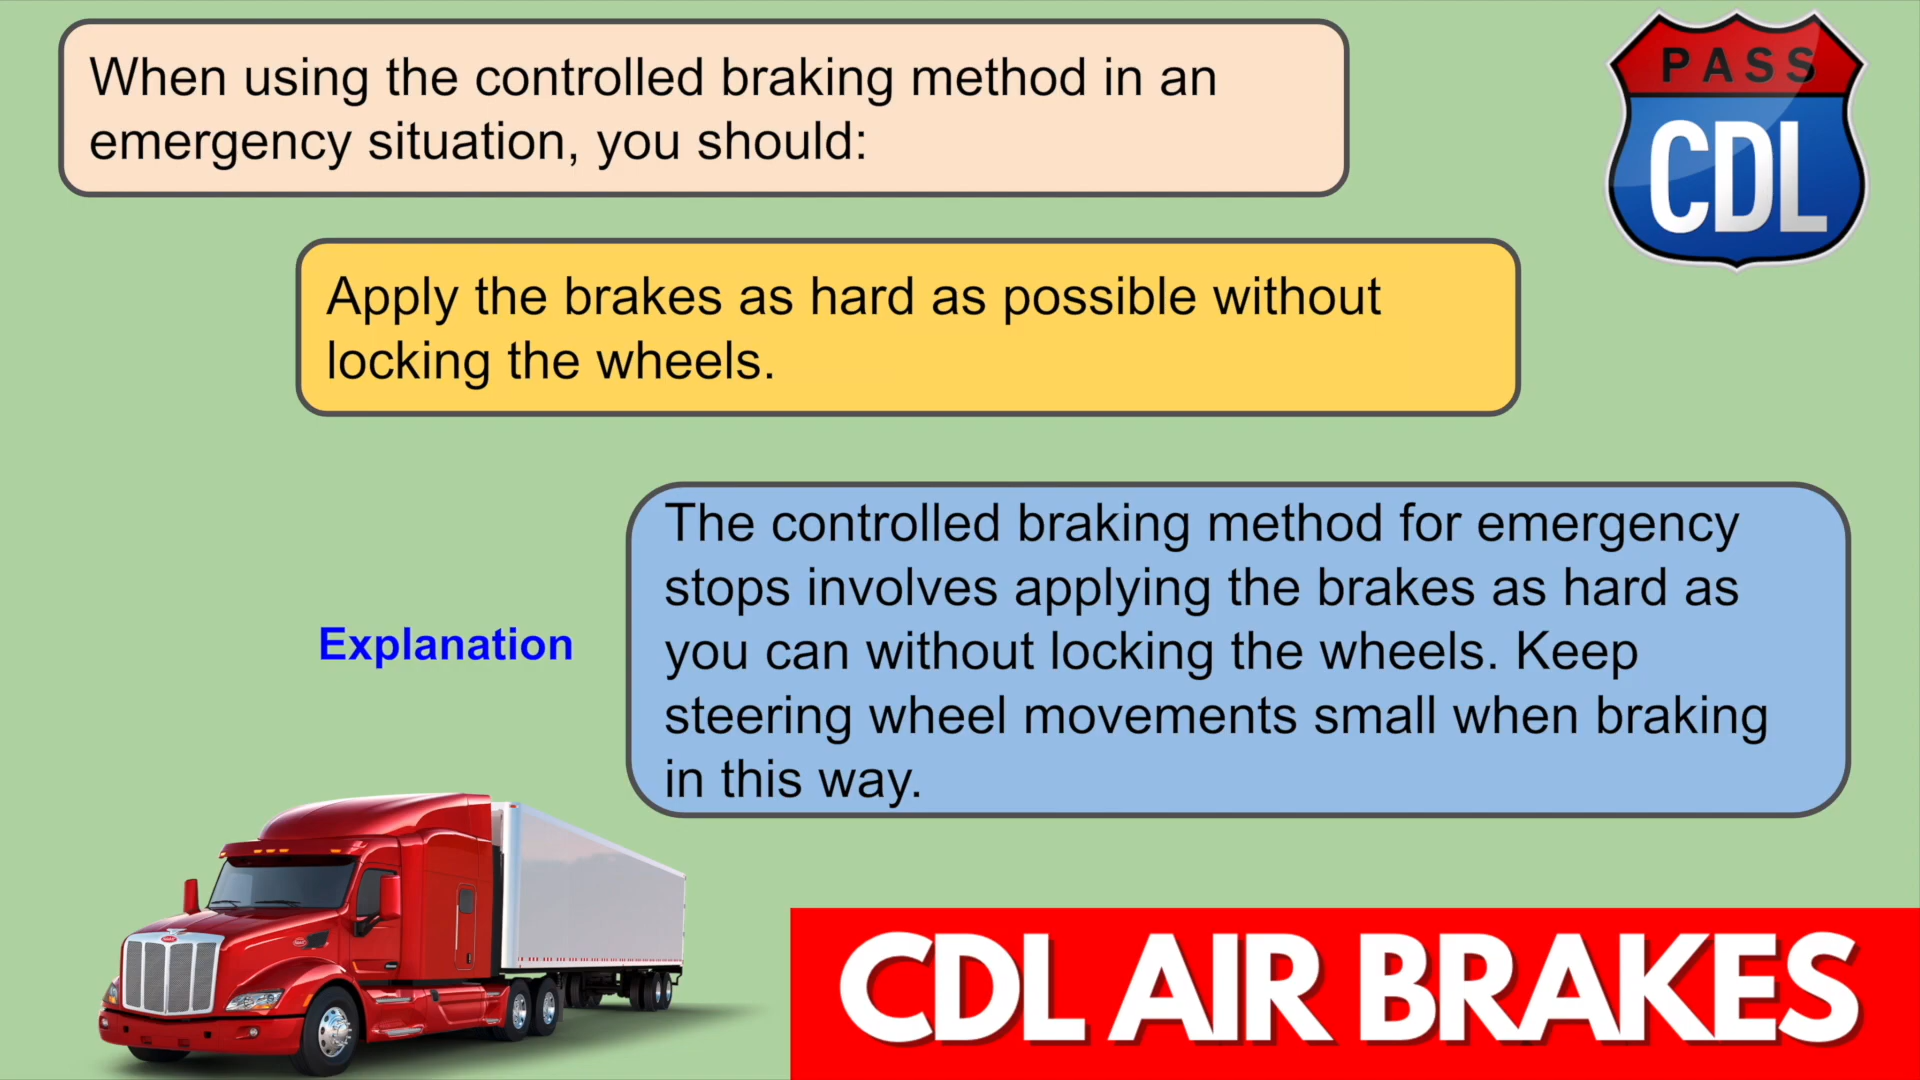 When using the controlled braking method in an
emergency situation, you should:
PASS
CDL
Apply the brakes as hard as possible without
locking the wheels.
Explanation
The controlled braking method for emergency
stops involves applying the brakes as hard as
you can without locking the wheels. Keep
steering wheel movements small when braking
in this way.
CDL AIR BRAKES